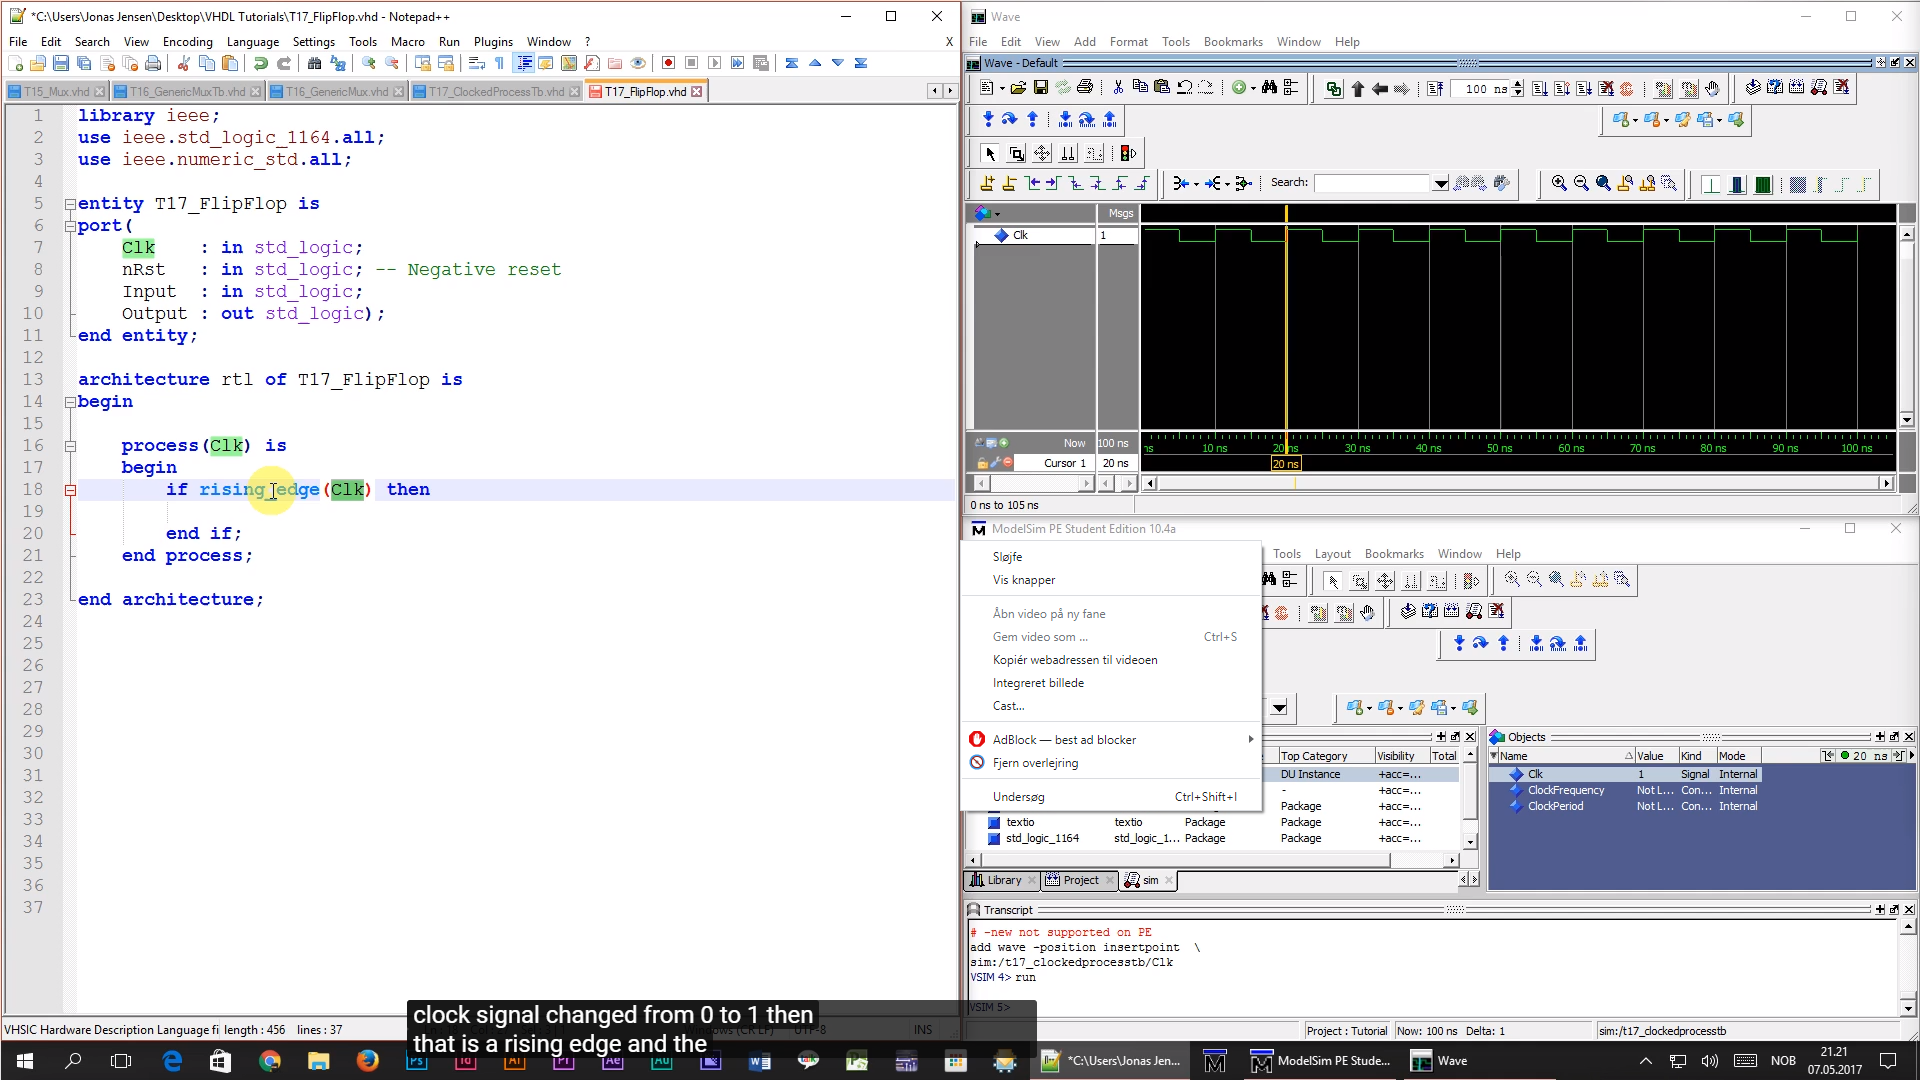 *C:\Users\Jonas Jensen\Desktop\VHDL Tutorials\T17_FlipFlop.vhd - Notepad++
File Edit Search View Encoding Language Settings Tools Macro Run Plugins Window ? X
T15_Mux.vhd T16_GenericMuxTb.vhd T16_GenericMux.vhd T17_ClockedProcessTb.vhd T17_FlipFlop.vhd
1 library ieee;
2 use ieee.std_logic_1164.all;
3 use ieee.numeric_std.all;
4
5 entity T17_FlipFlop is
6 port(
7 Clk : in std_logic;
8 nRst : in std_logic; -- Negative reset
9 Input : in std_logic;
10 Output : out std_logic);
11 end entity;
12
13 architecture rtl of T17_FlipFlop is
14 begin
15
16 process(Clk) is
17 begin
18 if rising_edge(Clk) then
19
20 end if;
21 end process;
22
23 end architecture;
24
25
26
27
28
29
30
31
32
33
34
35
36
37
VHSIC Hardware Description Language fi length : 456 lines : 37 UTF-8 INS
clock signal changed from 0 to 1 then
that is a rising edge and the
Wave
File Edit View Add Format Tools Bookmarks Window Help
Wave - Default
100 ns
Search:
Msgs
Clk 1
Now 100 ns
Cursor 1 20 ns
ns 10 ns 20 ns 30 ns 40 ns 50 ns 60 ns 70 ns 80 ns 90 ns 100 ns
20 ns
0 ns to 105 ns
ModelSim PE Student Edition 10.4a
Tools Layout Bookmarks Window Help
Sløjfe
Vis knapper
Åbn video på ny fane
Gem video som ... Ctrl+S
Kopiér webadressen til videoen
Integreret billede
Cast...
AdBlock — best ad blocker
Fjern overlejring
Undersøg Ctrl+Shift+I
Top Category Visibility Total
DU Instance +acc=...
- +acc=...
Package +acc=...
textio textio Package Package +acc=...
std_logic_1164 std_logic_1... Package Package +acc=...
Library Project sim
Objects
Name Value Kind Mode 20 ns
Clk 1 Signal Internal
ClockFrequency Not L... Con... Internal
ClockPeriod Not L... Con... Internal
Transcript
# -new not supported on PE
add wave -position insertpoint \
sim:/t17_clockedprocesstb/Clk
VSIM 4> run
VSIM 5>
Project : Tutorial Now: 100 ns Delta: 1 sim:/t17_clockedprocesstb
*C:\Users\Jonas Jen... ModelSim PE Stude... Wave
NOB
21.21
07.05.2017